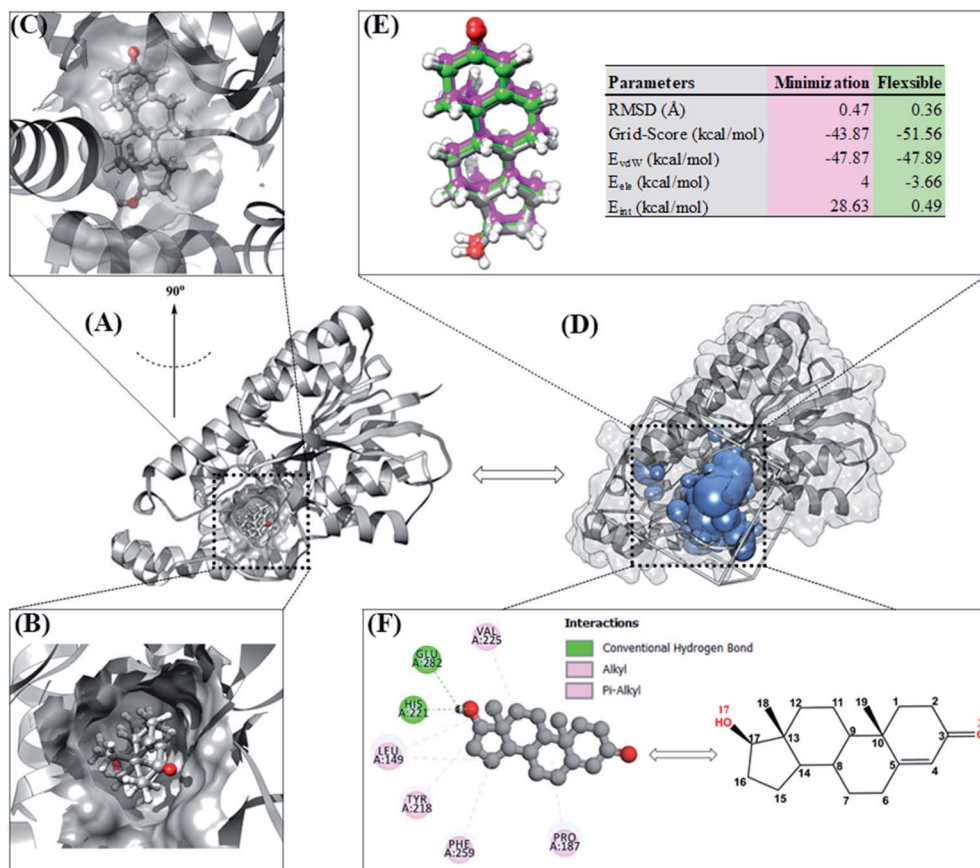 (C)
(E)
Parameters Minimization Flexsible
RMSD (Å) 0.47 0.36
Grid-Score (kcal/mol) -43.87 -51.56
EvdW (kcal/mol) -47.87 -47.89
Eele (kcal/mol) 4 -3.66
Eint (kcal/mol) 28.63 0.49
90°
(A)
(D)
(B)
(F)
VAL
A:225
GLU
A:282
HIS
A:221
LEU
A:149
TYR
A:218
PHE
A:259
PRO
A:187
Interactions
Conventional Hydrogen Bond
Alkyl
Pi-Alkyl
17
HO
18
12
11
19
1
2
3
17
13
9
10
3
O
16
14
8
5
4
15
7
6